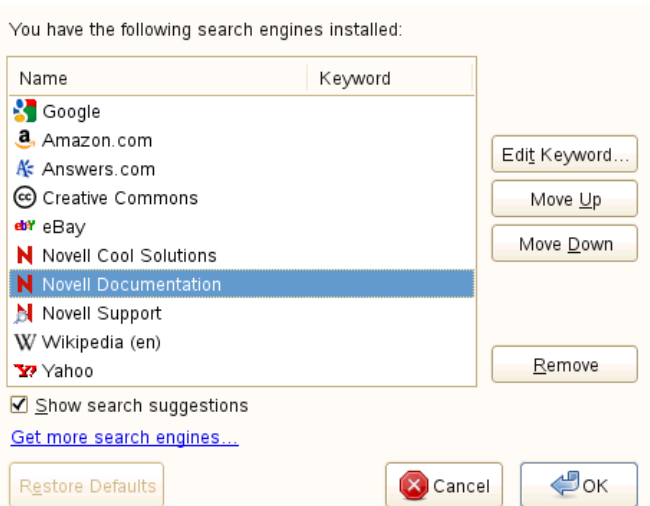 You have the following search engines installed:
Name Keyword
Google
Amazon.com
Answers.com
Creative Commons
eBay
Novell Cool Solutions
Novell Documentation
Novell Support
Wikipedia (en)
Yahoo
Edit Keyword...
Move Up
Move Down
Remove
Show search suggestions
Get more search engines...
Restore Defaults Cancel OK